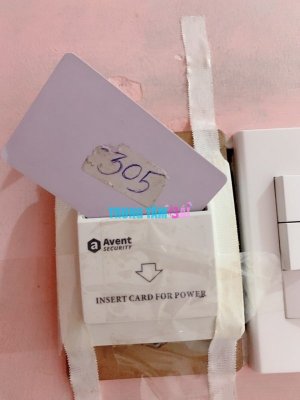 305
a Avent
SECURITY
INSERT CARD FOR POWER